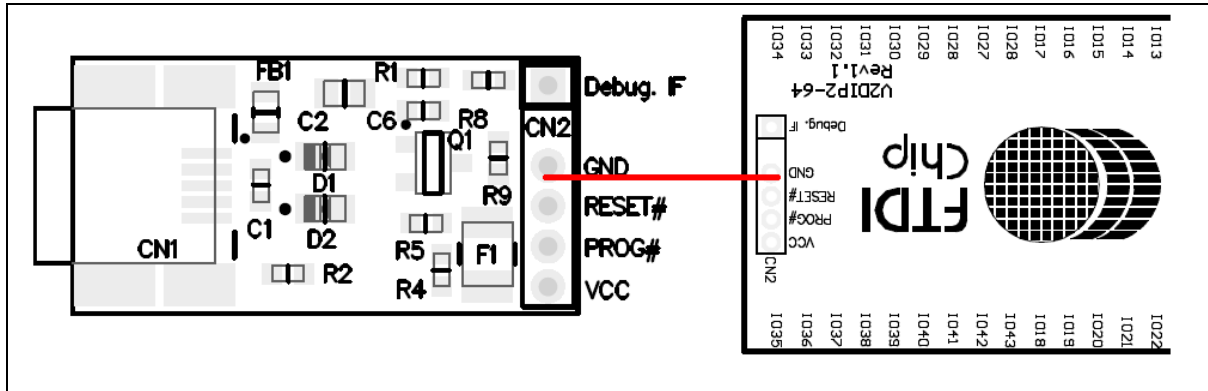 FB1
R1
C2
C6
R8
Q1
D1
R9
C1
D2
CN1
R5
F1
R2
R4
CN2
Debug. IF
GND
RESET#
PROG#
VCC
IO34
IO33
IO32
IO31
IO30
IO29
IO28
IO27
IO28
IO17
IO16
IO15
IO14
IO13
V2DIP2-64
Rev1.1
Debug. IF
GND
RESET#
PROG#
VCC
CN2
FTDI
Chip
IO35
IO36
IO37
IO38
IO39
IO40
IO41
IO42
IO43
IO18
IO19
IO20
IO21
IO22